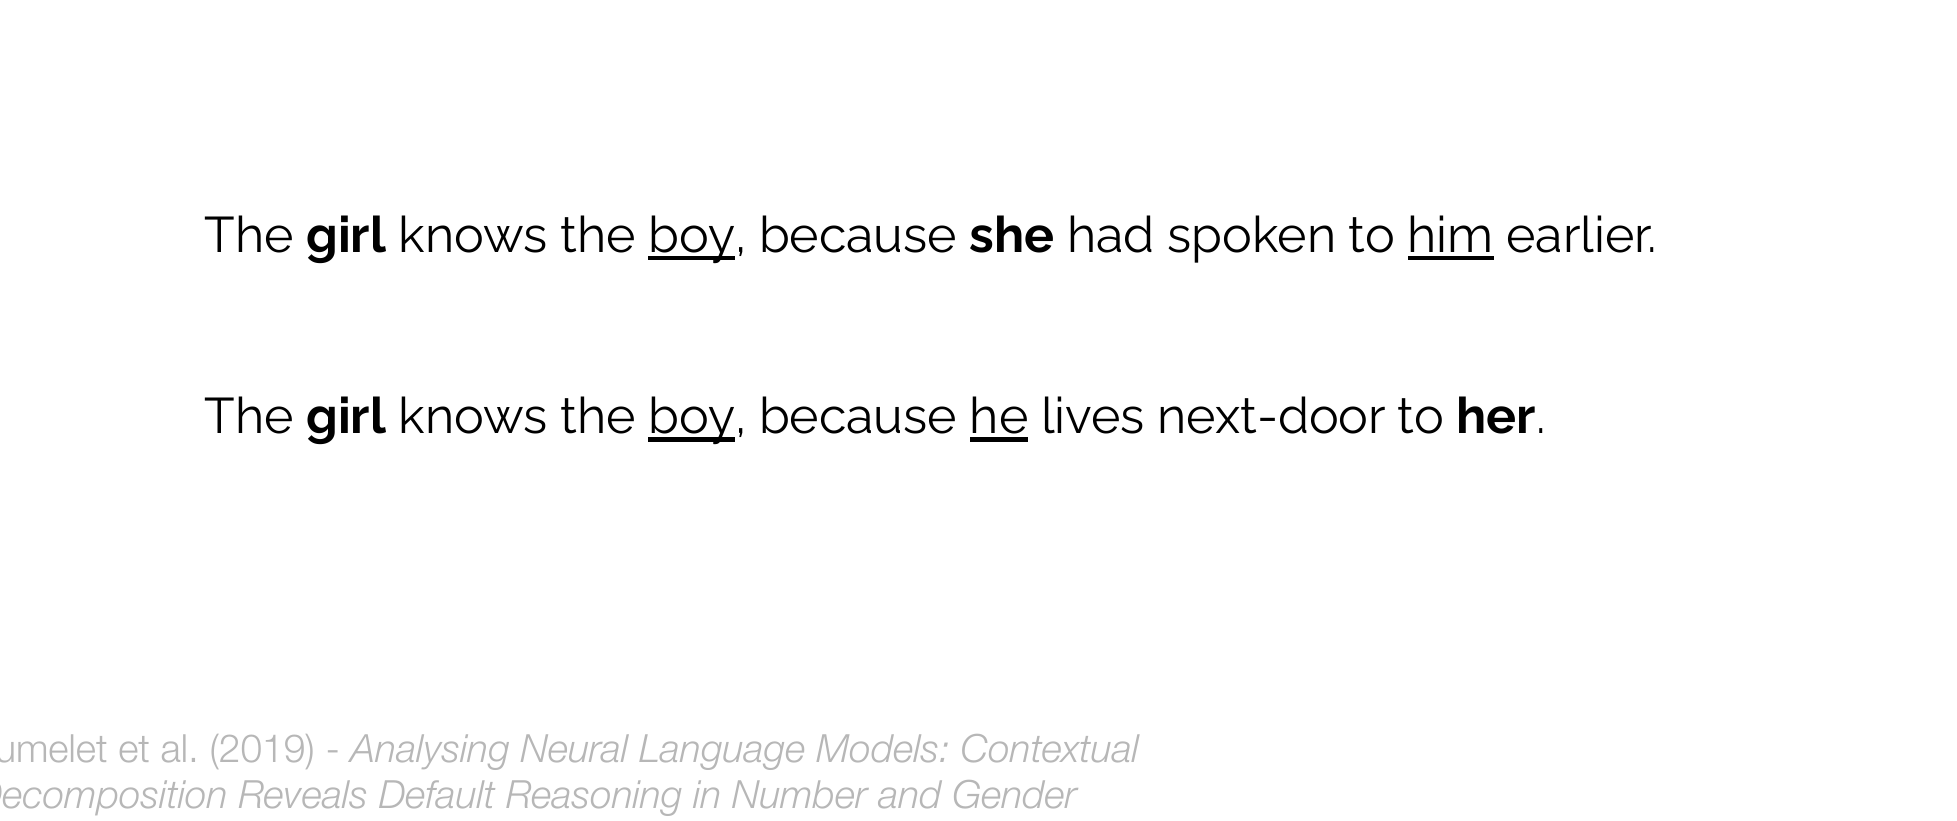 The girl knows the boy, because she had spoken to him earlier.
The girl knows the boy, because he lives next-door to her.
umelet et al. (2019) - Analysing Neural Language Models: Contextual
ecomposition Reveals Default Reasoning in Number and Gender